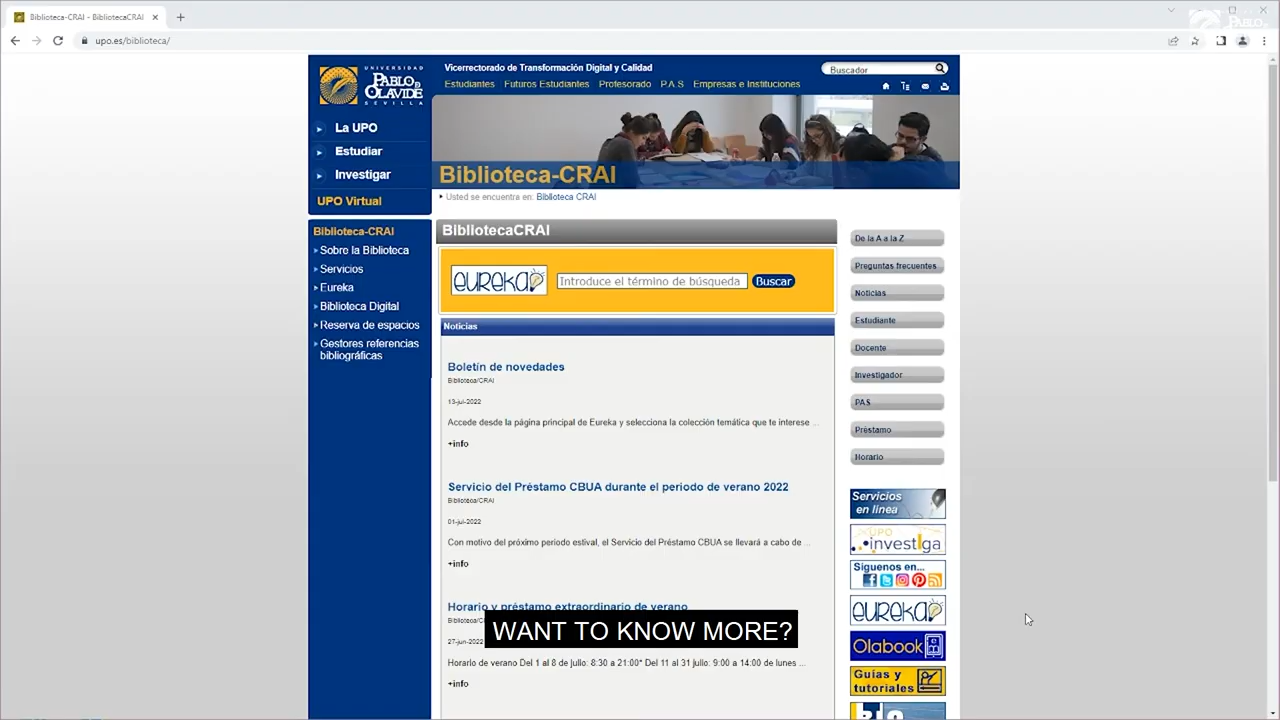 Biblioteca-CRAI - BibliotecaCRAI
upo.es/biblioteca/
UNIVERSIDAD
PABLO DE
OLAVIDE
SEVILLA
Vicerrectorado de Transformación Digital y Calidad
Buscador
Estudiantes Futuros Estudiantes Profesorado P.A.S Empresas e Instituciones
La UPO
Estudiar
Investigar
UPO Virtual
Biblioteca-CRAI
Usted se encuentra en: Biblioteca CRAI
Biblioteca-CRAI
Sobre la Biblioteca
Servicios
Eureka
Biblioteca Digital
Reserva de espacios
Gestores referencias
bibliográficas
BibliotecaCRAI
eureka
Introduce el término de búsqueda
Buscar
Noticias
Boletín de novedades
Biblioteca/CRAI
13-jul-2022
Accede desde la página principal de Eureka y selecciona la colección temática que te interese ...
+info
Servicio del Préstamo CBUA durante el periodo de verano 2022
Biblioteca/CRAI
01-jul-2022
Con motivo del próximo periodo estival, el Servicio del Préstamo CBUA se llevará a cabo de ...
+info
Horario y préstamo extraordinario de verano
27-jun-2022
WANT TO KNOW MORE?
Horario de verano Del 1 al 8 de julio: 8:30 a 21:00* Del 11 al 31 julio: 9:00 a 14:00 de lunes ...
+info
De la A a la Z
Preguntas frecuentes
Noticias
Estudiante
Docente
Investigador
PAS
Préstamo
Horario
Servicios
en línea
UPO
investiga
Síguenos en...
eureka
Olabook
Guías y
tutoriales